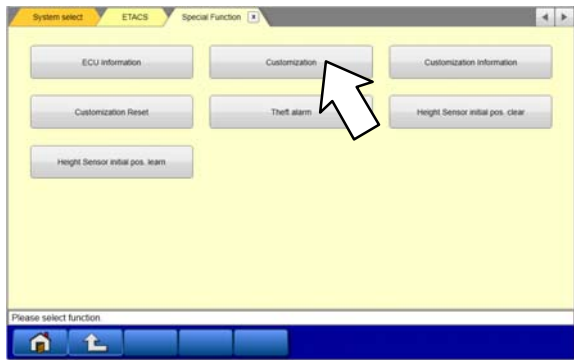 System select ETACS Special Function x
ECU Information Customization Customization Information
Customization Reset Theft alarm Height Sensor initial pos. clear
Height Sensor initial pos. learn
Please select function